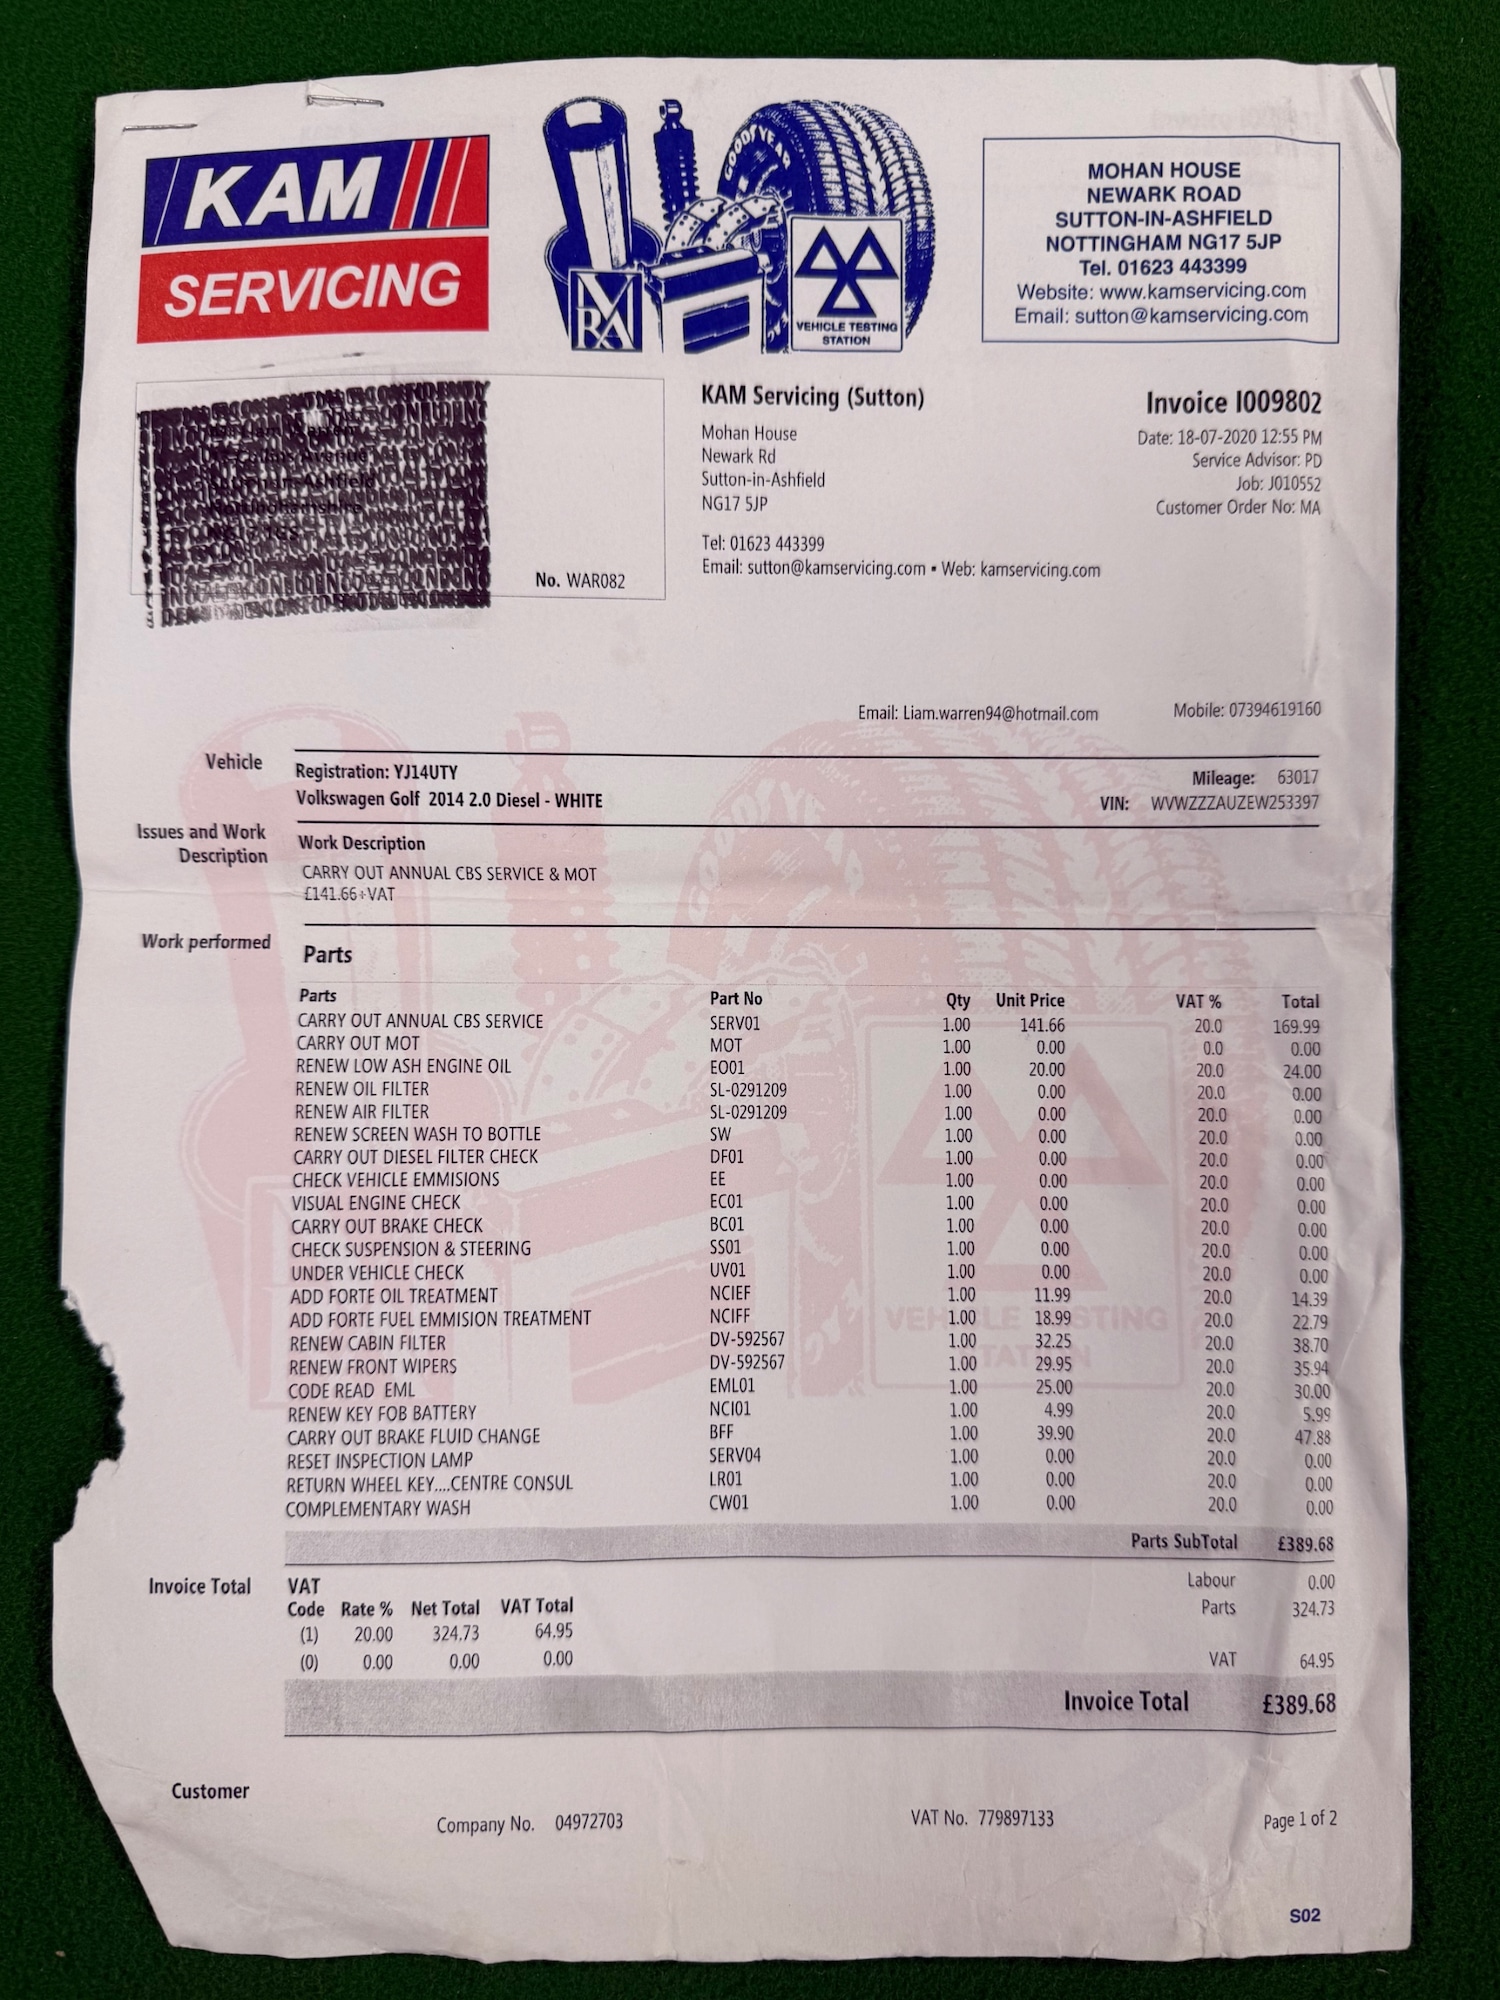 KAM
SERVICING
GOODYEAR
VEHICLE TESTING
STATION
MOHAN HOUSE
NEWARK ROAD
SUTTON-IN-ASHFIELD
NOTTINGHAM NG17 5JP
Tel. 01623 443399
Website: www.kamservicing.com
Email: sutton@kamservicing.com
No. WAR082
KAM Servicing (Sutton)
Mohan House
Newark Rd
Sutton-in-Ashfield
NG17 5JP
Tel: 01623 443399
Email: sutton@kamservicing.com • Web: kamservicing.com
Invoice I009802
Date: 18-07-2020 12:55 PM
Service Advisor: PD
Job: J010552
Customer Order No: MA
Email: Liam.warren94@hotmail.com Mobile: 07394619160
Vehicle
Registration: YJ14UTY Mileage: 63017
Volkswagen Golf 2014 2.0 Diesel - WHITE VIN: WVWZZZAUZEW253397
Issues and Work
Description
Work Description
CARRY OUT ANNUAL CBS SERVICE & MOT
£141.66+VAT
Work performed
Parts
Parts Part No Qty Unit Price VAT % Total
CARRY OUT ANNUAL CBS SERVICE SERV01 1.00 141.66 20.0 169.99
CARRY OUT MOT MOT 1.00 0.00 0.0 0.00
RENEW LOW ASH ENGINE OIL EO01 1.00 20.00 20.0 24.00
RENEW OIL FILTER SL-0291209 1.00 0.00 20.0 0.00
RENEW AIR FILTER SL-0291209 1.00 0.00 20.0 0.00
RENEW SCREEN WASH TO BOTTLE SW 1.00 0.00 20.0 0.00
CARRY OUT DIESEL FILTER CHECK DF01 1.00 0.00 20.0 0.00
CHECK VEHICLE EMMISIONS EE 1.00 0.00 20.0 0.00
VISUAL ENGINE CHECK EC01 1.00 0.00 20.0 0.00
CARRY OUT BRAKE CHECK BC01 1.00 0.00 20.0 0.00
CHECK SUSPENSION & STEERING SS01 1.00 0.00 20.0 0.00
UNDER VEHICLE CHECK UV01 1.00 0.00 20.0 0.00
ADD FORTE OIL TREATMENT NCIEF 1.00 11.99 20.0 14.39
ADD FORTE FUEL EMMISION TREATMENT NCIFF 1.00 18.99 20.0 22.79
RENEW CABIN FILTER DV-592567 1.00 32.25 20.0 38.70
RENEW FRONT WIPERS DV-592567 1.00 29.95 20.0 35.94
CODE READ EML EML01 1.00 25.00 20.0 30.00
RENEW KEY FOB BATTERY NCI01 1.00 4.99 20.0 5.99
CARRY OUT BRAKE FLUID CHANGE BFF 1.00 39.90 20.0 47.88
RESET INSPECTION LAMP SERV04 1.00 0.00 20.0 0.00
RETURN WHEEL KEY....CENTRE CONSUL LR01 1.00 0.00 20.0 0.00
COMPLEMENTARY WASH CW01 1.00 0.00 20.0 0.00
Parts SubTotal £389.68
Invoice Total
VAT
Code Rate % Net Total VAT Total
(1) 20.00 324.73 64.95
(0) 0.00 0.00 0.00
Labour 0.00
Parts 324.73
VAT 64.95
Invoice Total £389.68
Customer
Company No. 04972703 VAT No. 779897133 Page 1 of 2
S02